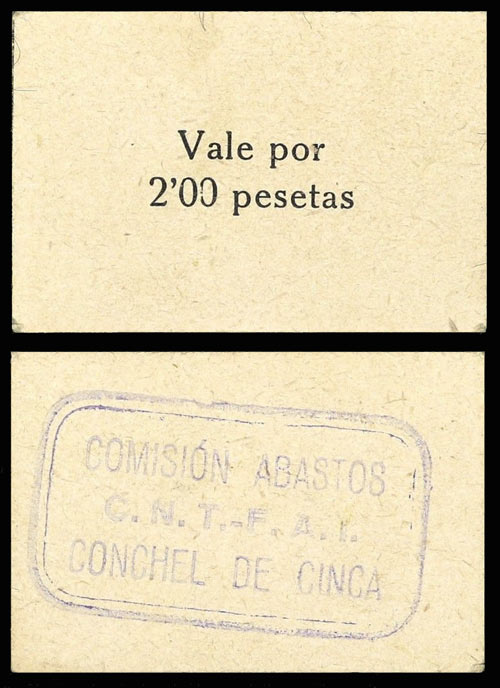 Vale por
2'00 pesetas
COMISIÓN ABASTOS
C.N.T.-F.A.I.
CONCHEL DE CINCA